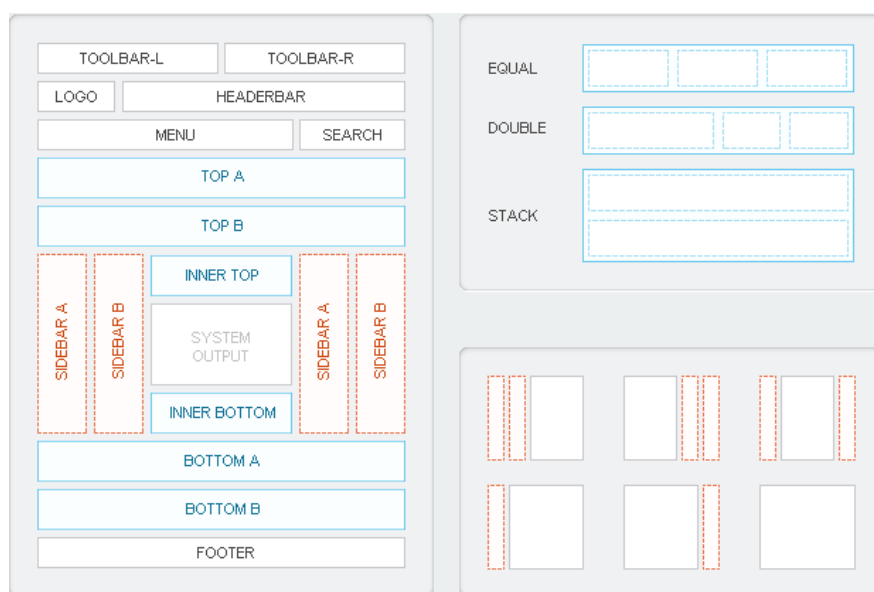 TOOLBAR-L
TOOLBAR-R
LOGO
HEADERBAR
MENU
SEARCH
TOP A
TOP B
SIDEBAR A
SIDEBAR B
INNER TOP
SYSTEM
OUTPUT
INNER BOTTOM
SIDEBAR A
SIDEBAR B
BOTTOM A
BOTTOM B
FOOTER
EQUAL
DOUBLE
STACK